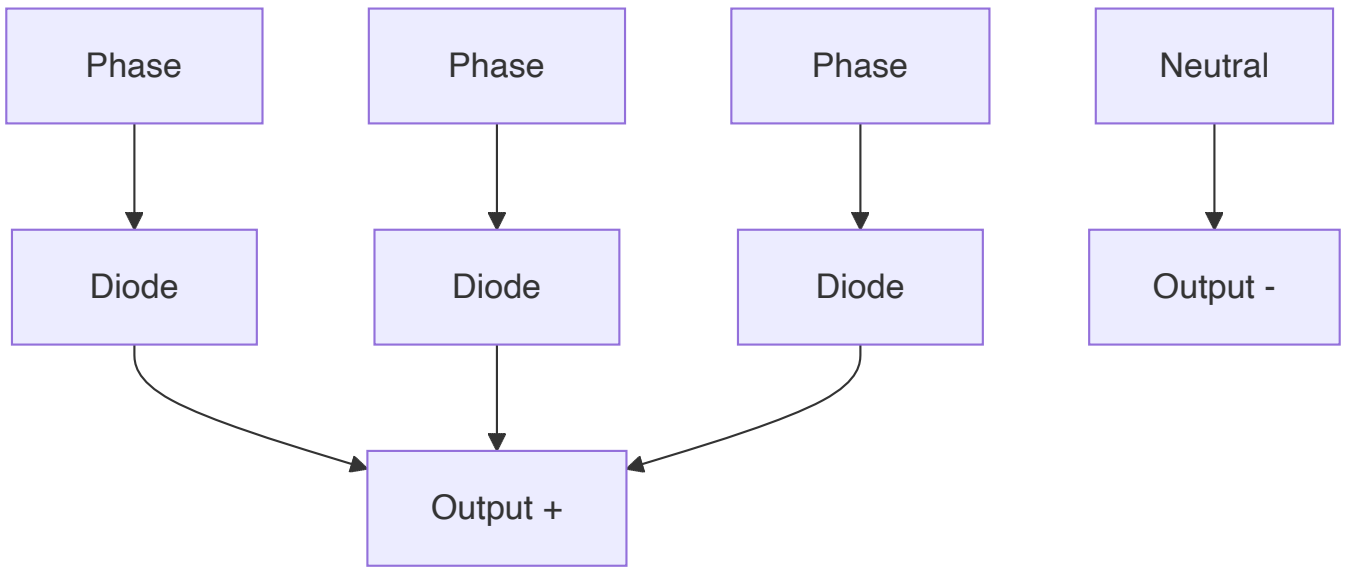 Phase
Phase
Phase
Neutral
Diode
Diode
Diode
Output -
Output +